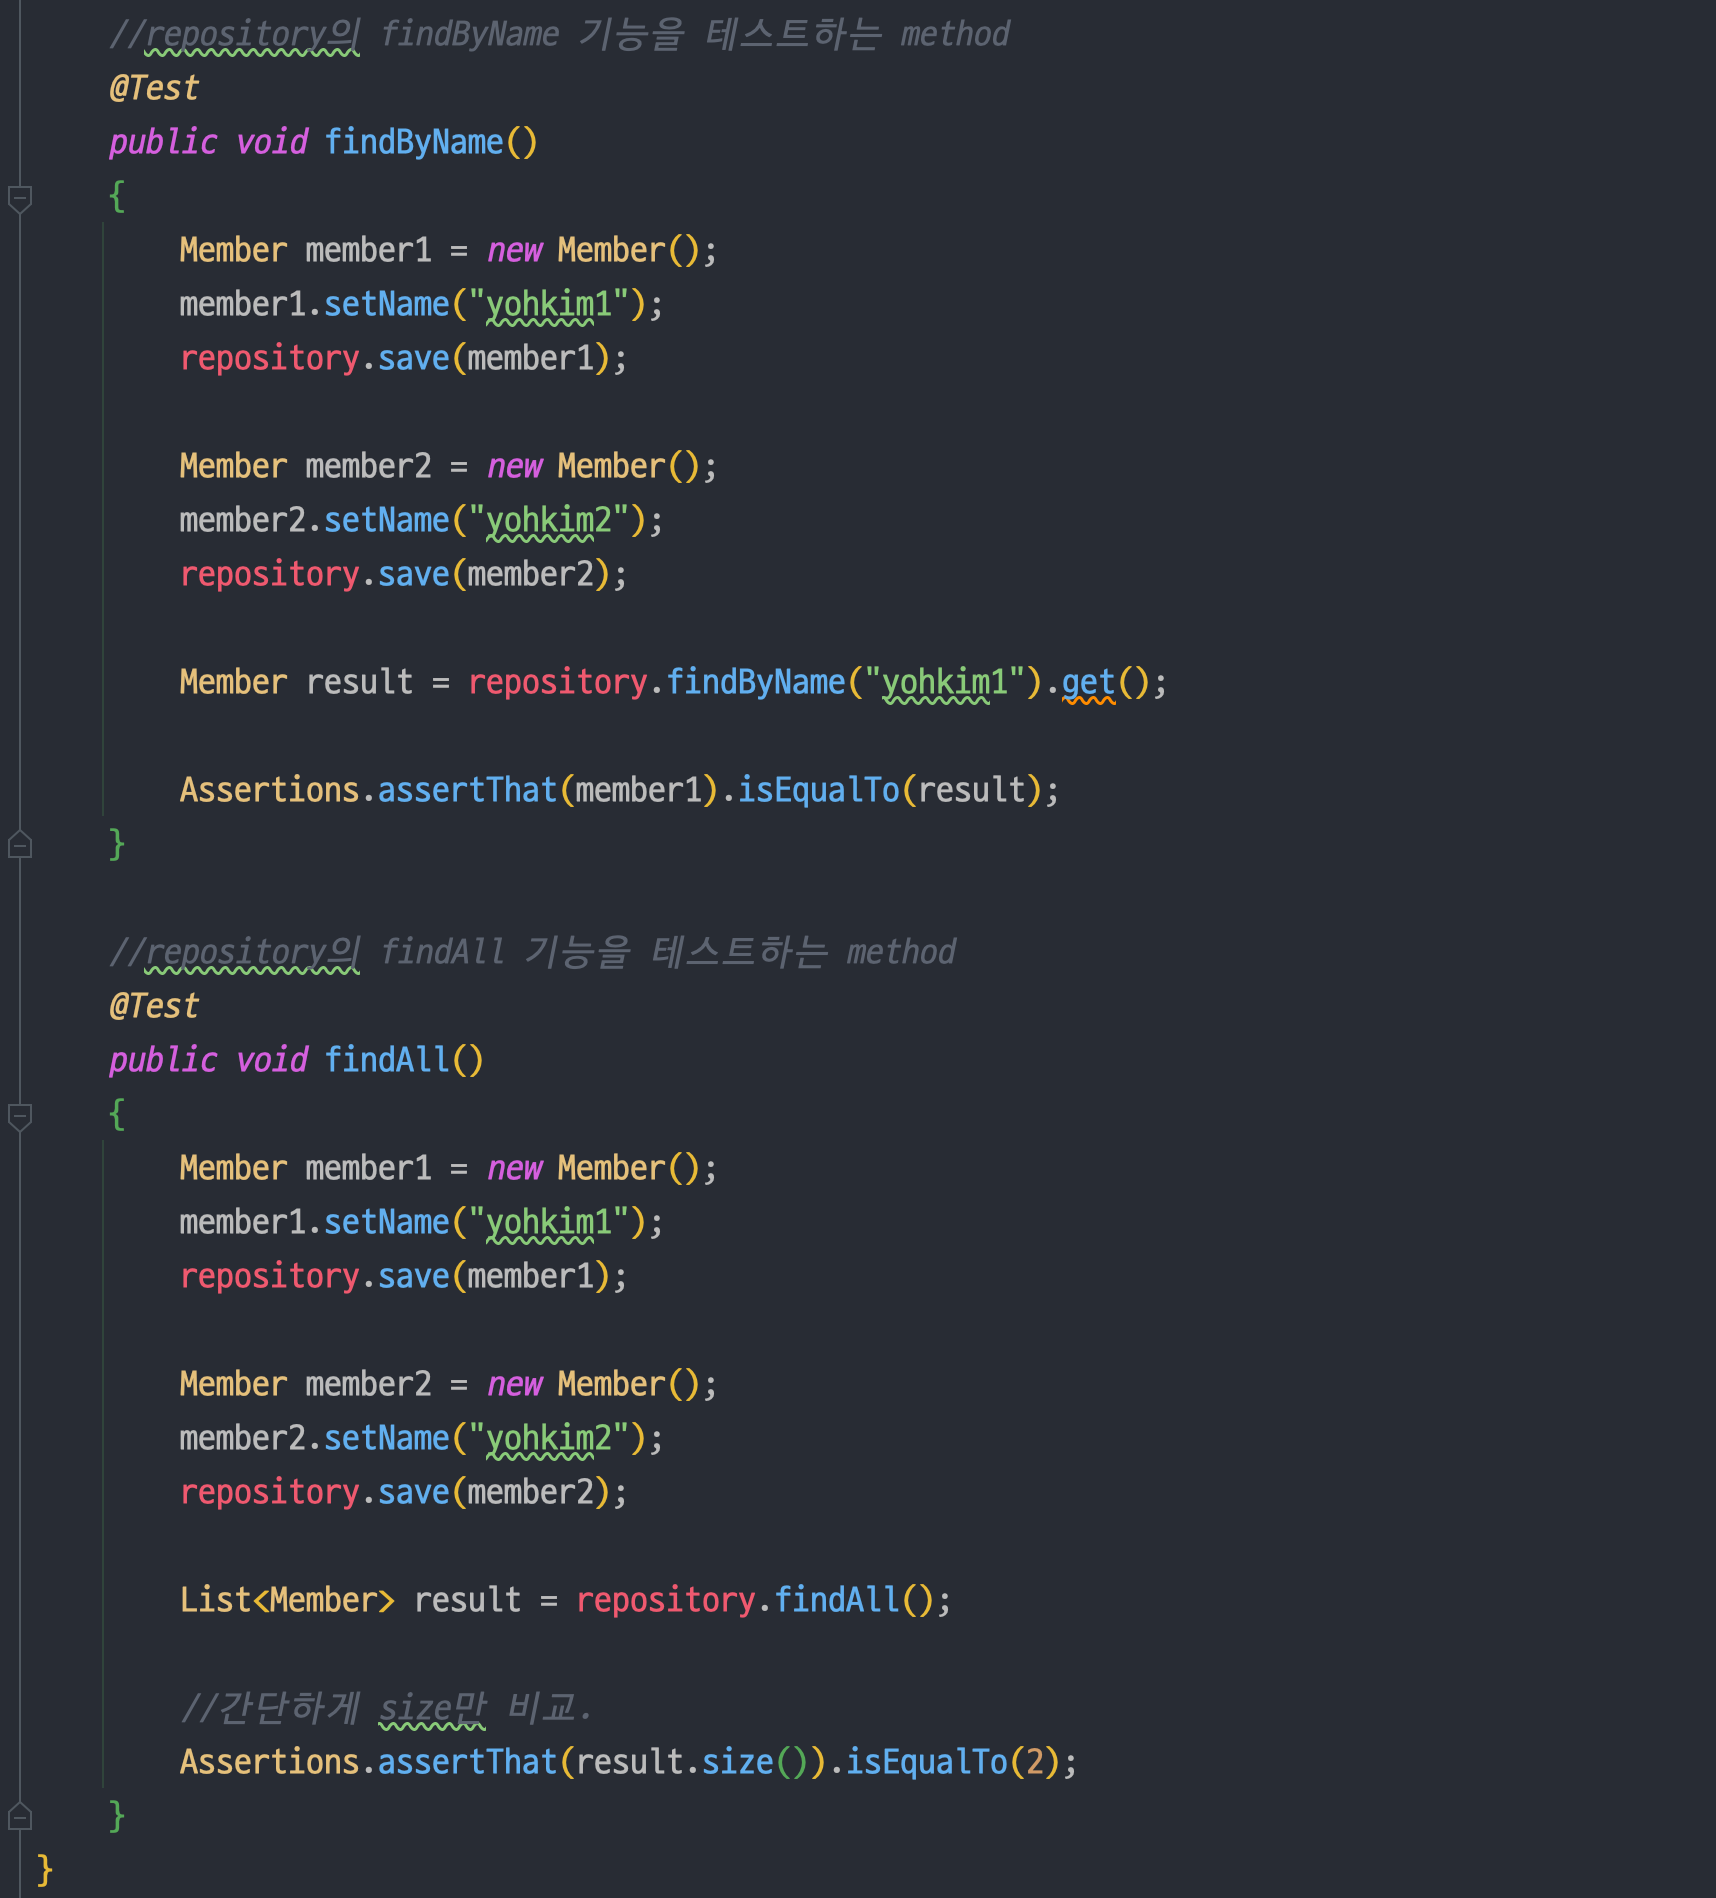 //repository의 findByName 기능을 테스트하는 method
@Test
public void findByName()
{
Member member1 = new Member();
member1.setName("yohkim1");
repository.save(member1);
Member member2 = new Member();
member2.setName("yohkim2");
repository.save(member2);
Member result = repository.findByName("yohkim1").get();
Assertions.assertThat(member1).isEqualTo(result);
}
//repository의 findAll 기능을 테스트하는 method
@Test
public void findAll()
{
Member member1 = new Member();
member1.setName("yohkim1");
repository.save(member1);
Member member2 = new Member();
member2.setName("yohkim2");
repository.save(member2);
List<Member> result = repository.findAll();
//간단하게 size만 비교.
Assertions.assertThat(result.size()).isEqualTo(2);
}
}